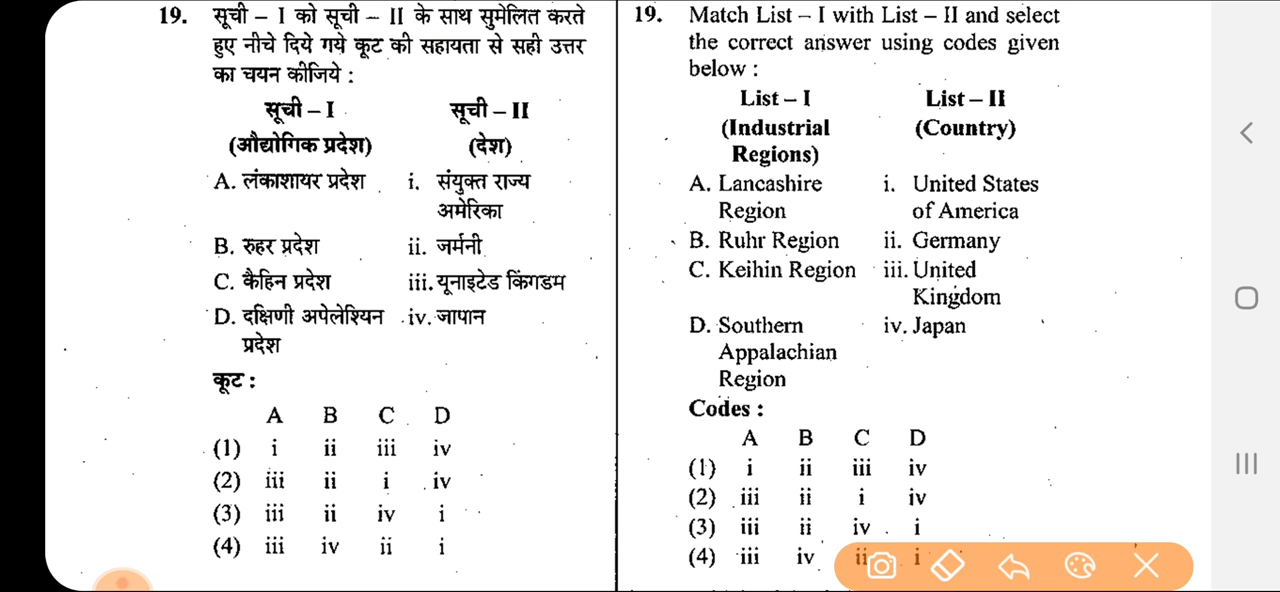 19. सूची – I को सूची – II के साथ सुमेलित करते
हुए नीचे दिये गये कूट की सहायता से सही उत्तर
का चयन कीजिये :
सूची – I सूची – II
(औद्योगिक प्रदेश) (देश)
A. लंकाशायर प्रदेश i. संयुक्त राज्य
अमेरिका
B. रुहर प्रदेश ii. जर्मनी
C. कैहिन प्रदेश iii. यूनाइटेड किंगडम
D. दक्षिणी अपेलेश्यिन iv. जापान
प्रदेश
कूट :
A B C D
(1) i ii iii iv
(2) iii ii i iv
(3) iii ii iv i
(4) iii iv ii i
19. Match List – I with List – II and select
the correct answer using codes given
below :
List – I List – II
(Industrial (Country)
Regions)
A. Lancashire i. United States
Region of America
B. Ruhr Region ii. Germany
C. Keihin Region iii. United
Kingdom
D. Southern iv. Japan
Appalachian
Region
Codes :
A B C D
(1) i ii iii iv
(2) iii ii i iv
(3) iii ii iv i
(4) iii iv ii i